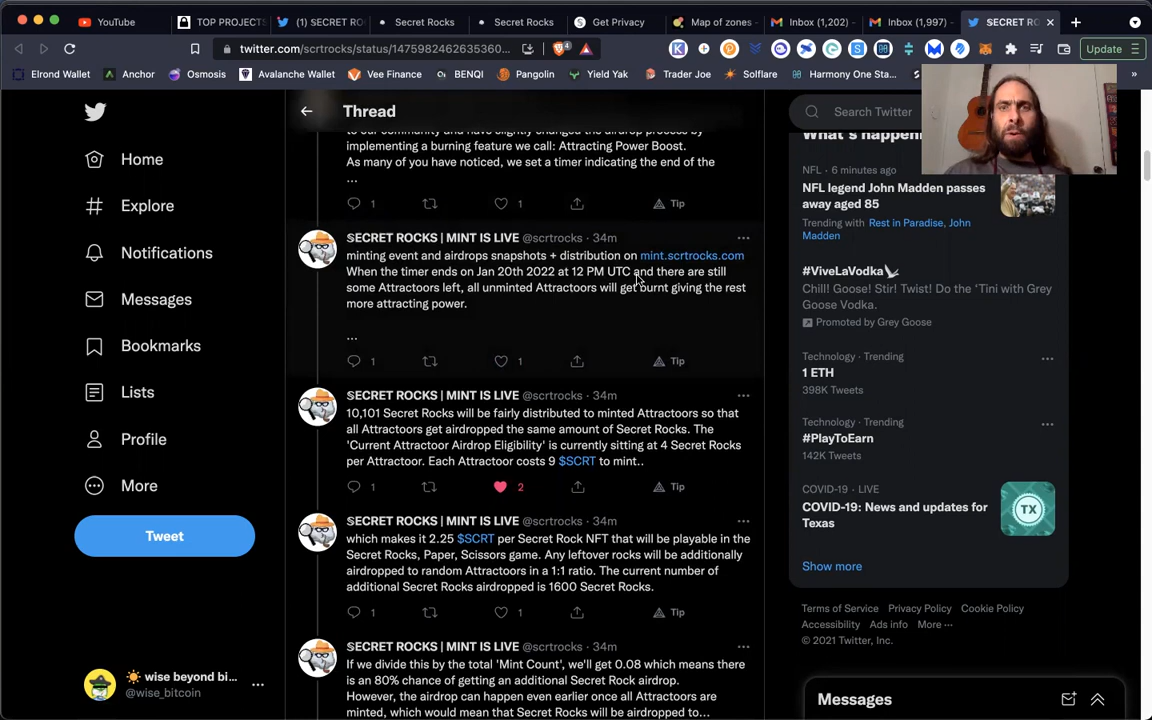 YouTube
TOP PROJECTS
(1) SECRET RO
Secret Rocks
Secret Rocks
Get Privacy
Map of zones
Inbox (1,202)
Inbox (1,997)
SECRET RO
twitter.com/scrtrocks/status/1475982462635360...
Update
Elrond Wallet
Anchor
Osmosis
Avalanche Wallet
Vee Finance
BENQI
Pangolin
Yield Yak
Trader Joe
Solflare
Harmony One Sta...
Home
Explore
Notifications
Messages
Bookmarks
Lists
Profile
More
Tweet
wise beyond bi...
@wise_bitcoin
Thread
to our community and have slightly changed the airdrop process by
implementing a burning feature we call: Attracting Power Boost.
As many of you have noticed, we set a timer indicating the end of the
...
1 1 Tip
SECRET ROCKS | MINT IS LIVE @scrtrocks · 34m
minting event and airdrops snapshots + distribution on mint.scrtrocks.com
When the timer ends on Jan 20th 2022 at 12 PM UTC and there are still
some Attractoors left, all unminted Attractoors will get burnt giving the rest
more attracting power.
...
1 1 Tip
SECRET ROCKS | MINT IS LIVE @scrtrocks · 34m
10,101 Secret Rocks will be fairly distributed to minted Attractoors so that
all Attractoors get airdropped the same amount of Secret Rocks. The
'Current Attractoor Airdrop Eligibility' is currently sitting at 4 Secret Rocks
per Attractoor. Each Attractoor costs 9 $SCRT to mint..
1 2 Tip
SECRET ROCKS | MINT IS LIVE @scrtrocks · 34m
which makes it 2.25 $SCRT per Secret Rock NFT that will be playable in the
Secret Rocks, Paper, Scissors game. Any leftover rocks will be additionally
airdropped to random Attractoors in a 1:1 ratio. The current number of
additional Secret Rocks airdropped is 1600 Secret Rocks.
1 1 Tip
SECRET ROCKS | MINT IS LIVE @scrtrocks · 34m
If we divide this by the total 'Mint Count', we'll get 0.08 which means there
is an 80% chance of getting an additional Secret Rock airdrop.
However, the airdrop can happen even earlier once all Attractoors are
minted, which would mean that Secret Rocks will be airdropped to...
Search Twitter
What's happening
NFL · 6 minutes ago
NFL legend John Madden passes
away aged 85
Trending with Rest in Paradise, John
Madden
#ViveLaVodka
Chill! Goose! Stir! Twist! Do the 'Tini with Grey
Goose Vodka.
Promoted by Grey Goose
Technology · Trending
1 ETH
398K Tweets
Technology · Trending
#PlayToEarn
142K Tweets
COVID-19 · LIVE
COVID-19: News and updates for
Texas
TX
Show more
Terms of Service Privacy Policy Cookie Policy
Accessibility Ads info More ···
© 2021 Twitter, Inc.
Messages